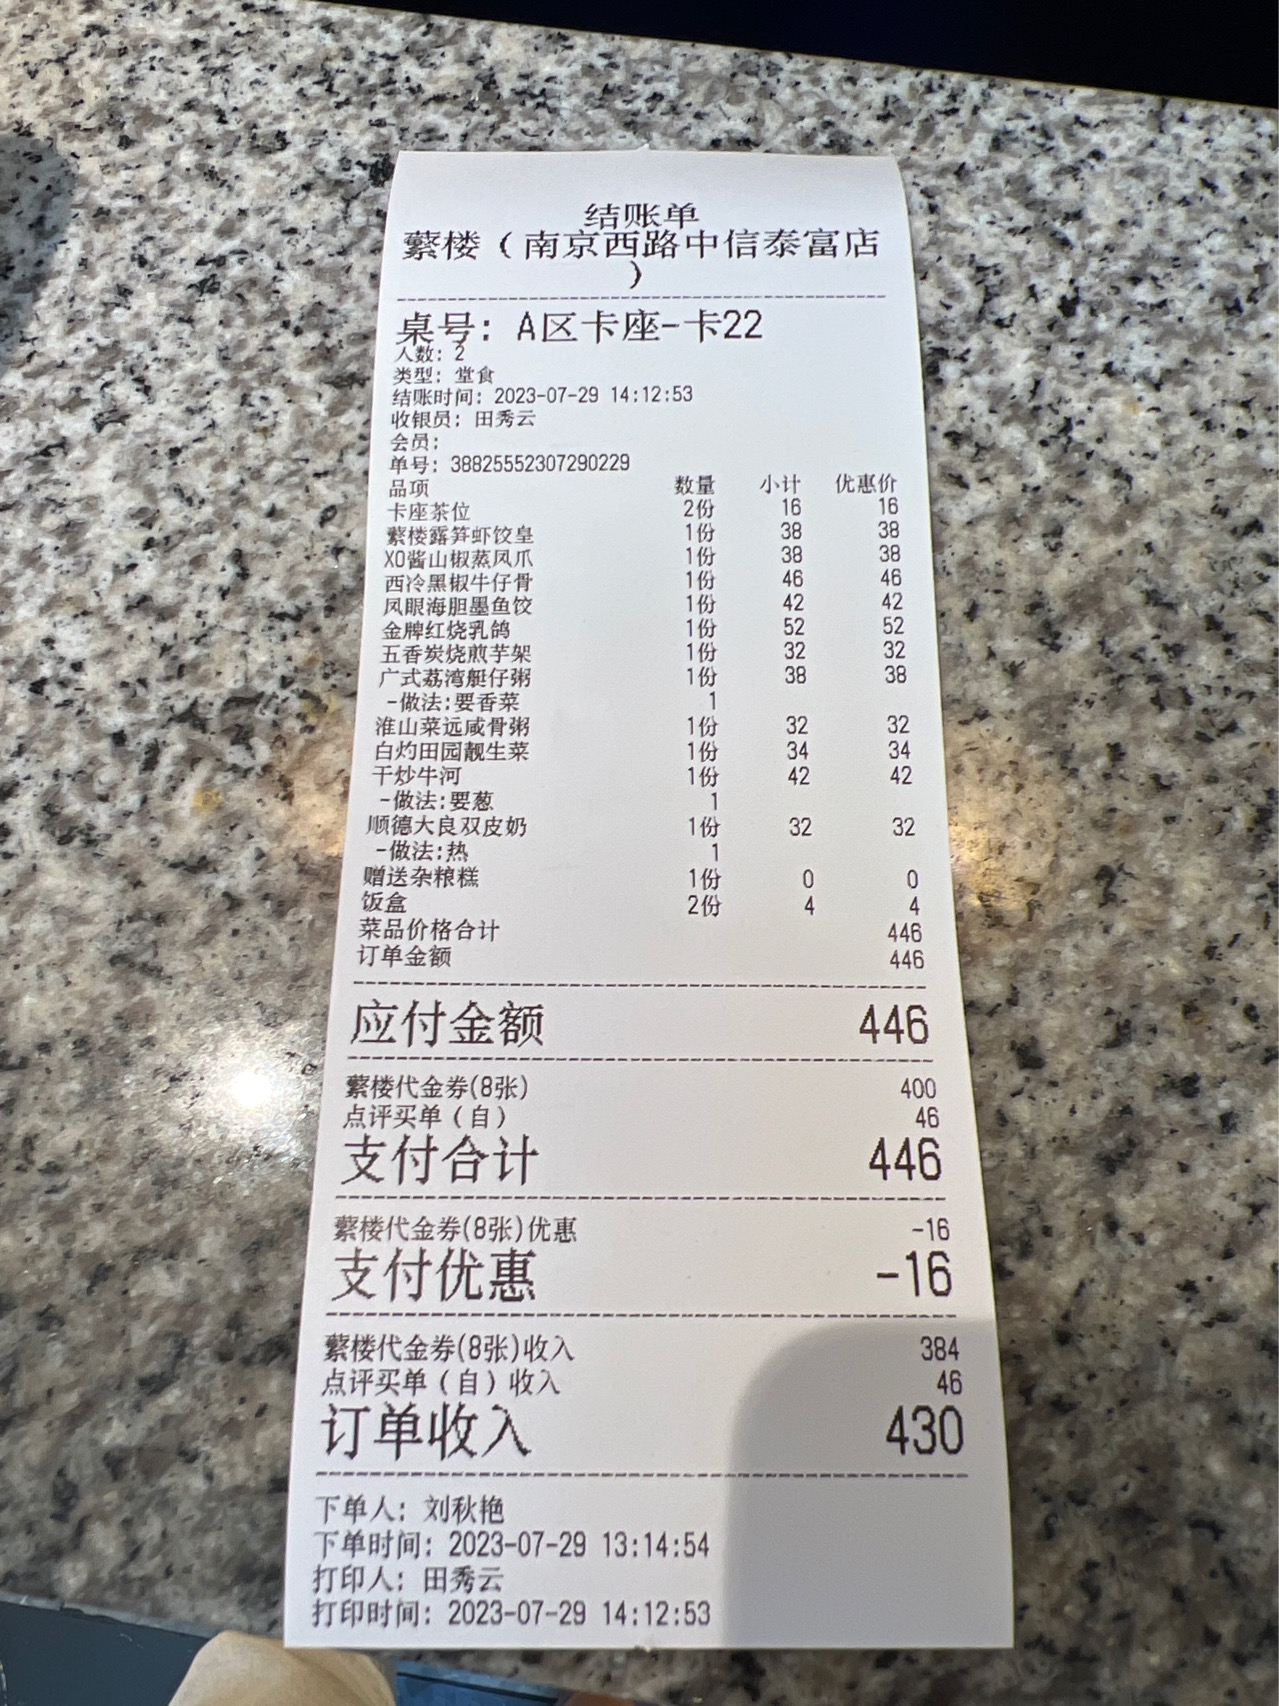 结账单
蘩楼（南京西路中信泰富店
）
桌号：A区卡座-卡22
人数：2
类型：堂食
结账时间：2023-07-29 14:12:53
收银员：田秀云
会员：
单号：38825552307290229
品项 数量 小计 优惠价
卡座茶位 2份 16 16
蘩楼露笋虾饺皇 1份 38 38
XO酱山椒蒸凤爪 1份 38 38
西冷黑椒牛仔骨 1份 46 46
凤眼海胆墨鱼饺 1份 42 42
金牌红烧乳鸽 1份 52 52
五香炭烧煎芋架 1份 32 32
广式荔湾艇仔粥 1份 38 38
-做法:要香菜 1
淮山菜远咸骨粥 1份 32 32
白灼田园靓生菜 1份 34 34
干炒牛河 1份 42 42
-做法:要葱 1
顺德大良双皮奶 1份 32 32
-做法:热 1
赠送杂粮糕 1份 0 0
饭盒 2份 4 4
菜品价格合计 446
订单金额 446
应付金额 446
蘩楼代金券(8张) 400
点评买单（自） 46
支付合计 446
蘩楼代金券(8张)优惠 -16
支付优惠 -16
蘩楼代金券(8张)收入 384
点评买单（自）收入 46
订单收入 430
下单人：刘秋艳
下单时间：2023-07-29 13:14:54
打印人：田秀云
打印时间：2023-07-29 14:12:53